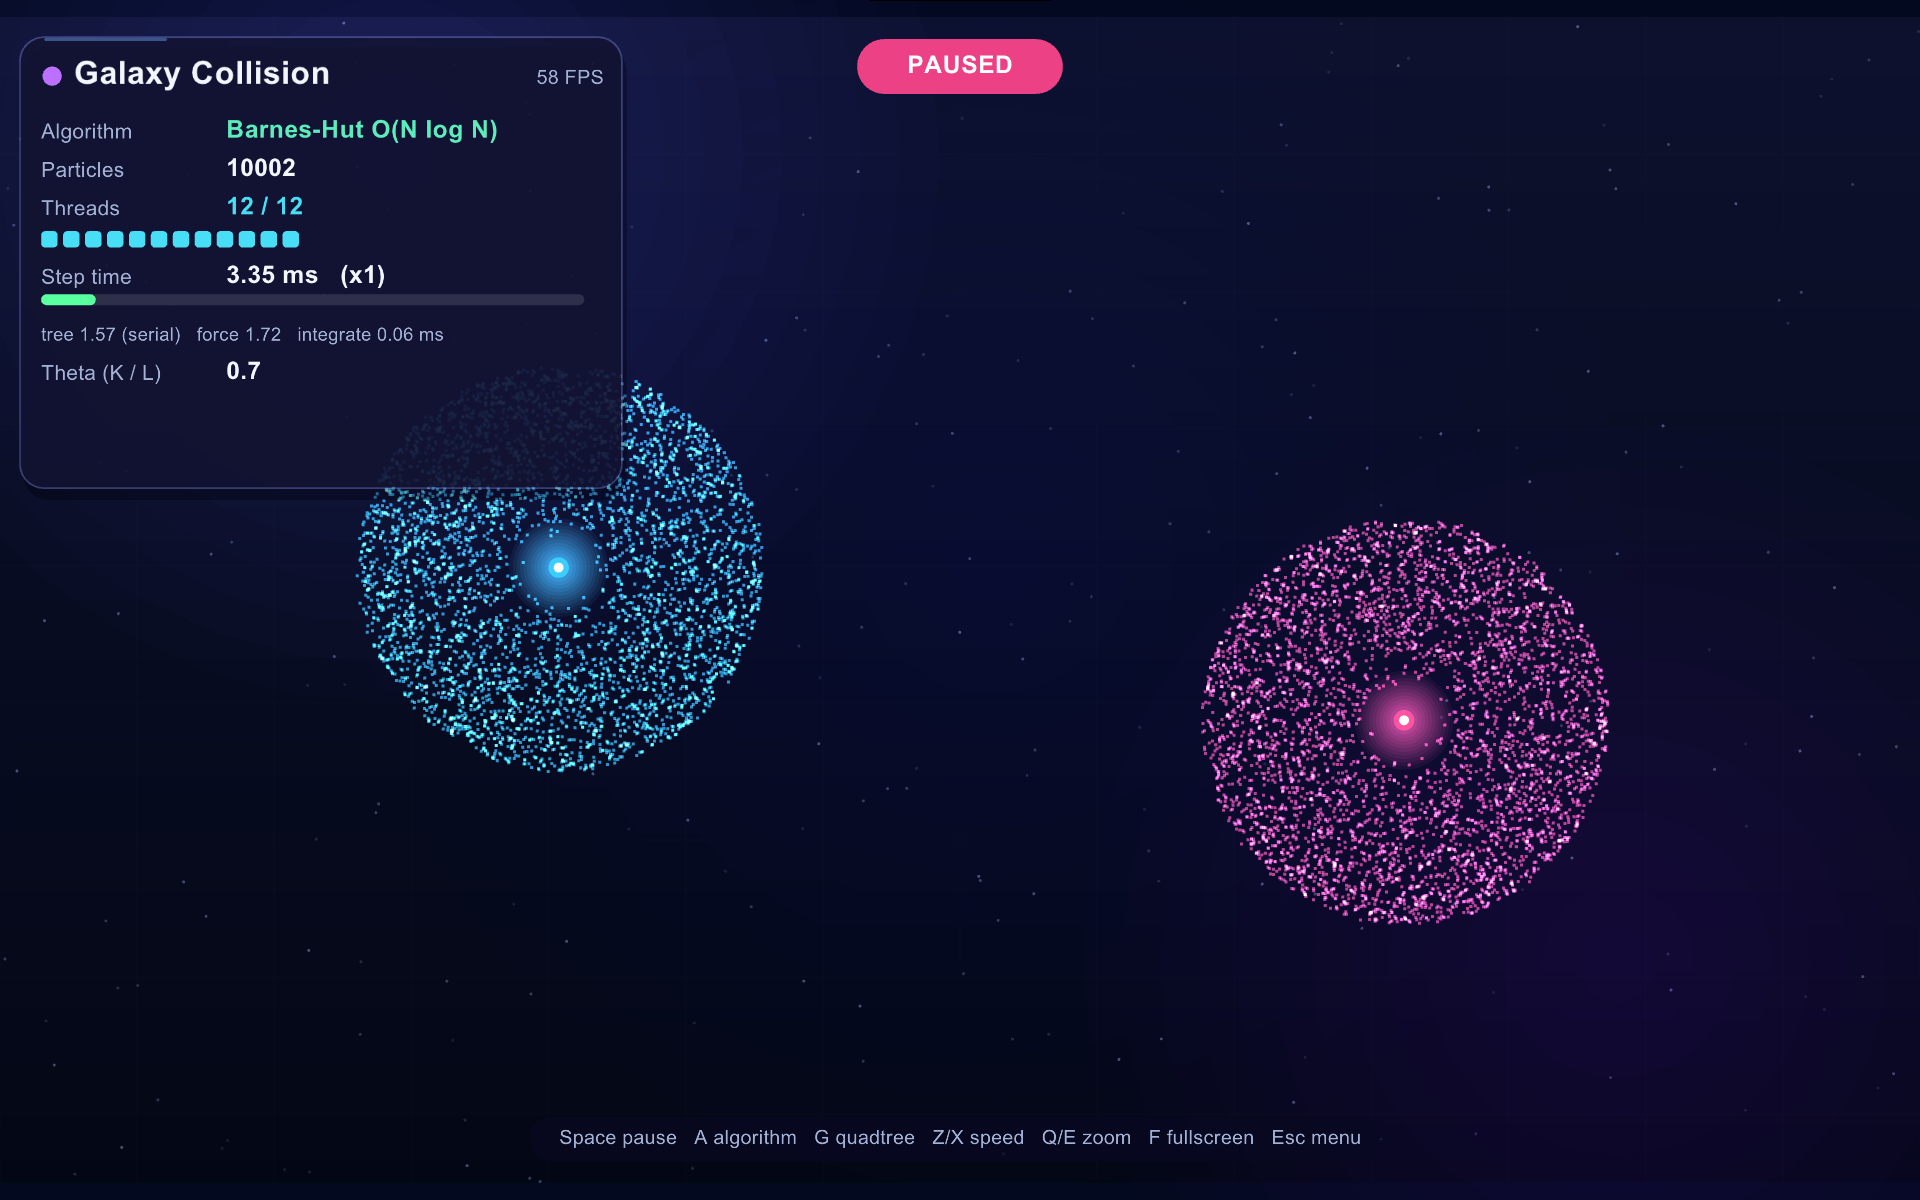 Galaxy Collision 58 FPS
PAUSED
Algorithm Barnes-Hut O(N log N)
Particles 10002
Threads 12 / 12
Step time 3.35 ms (x1)
tree 1.57 (serial) force 1.72 integrate 0.06 ms
Theta (K / L) 0.7
Space pause A algorithm G quadtree Z/X speed Q/E zoom F fullscreen Esc menu